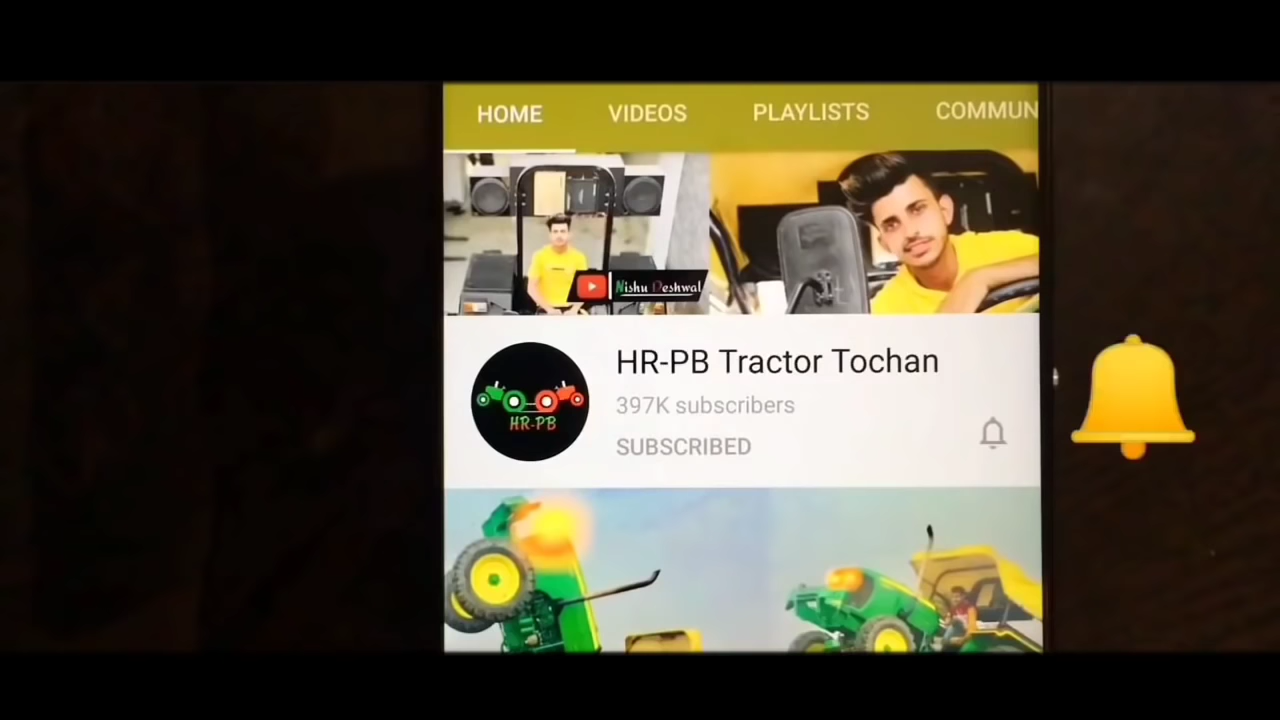 HOME VIDEOS PLAYLISTS COMMUN
Nishu Deshwal
HR-PB Tractor Tochan
397K subscribers
HR-PB
SUBSCRIBED